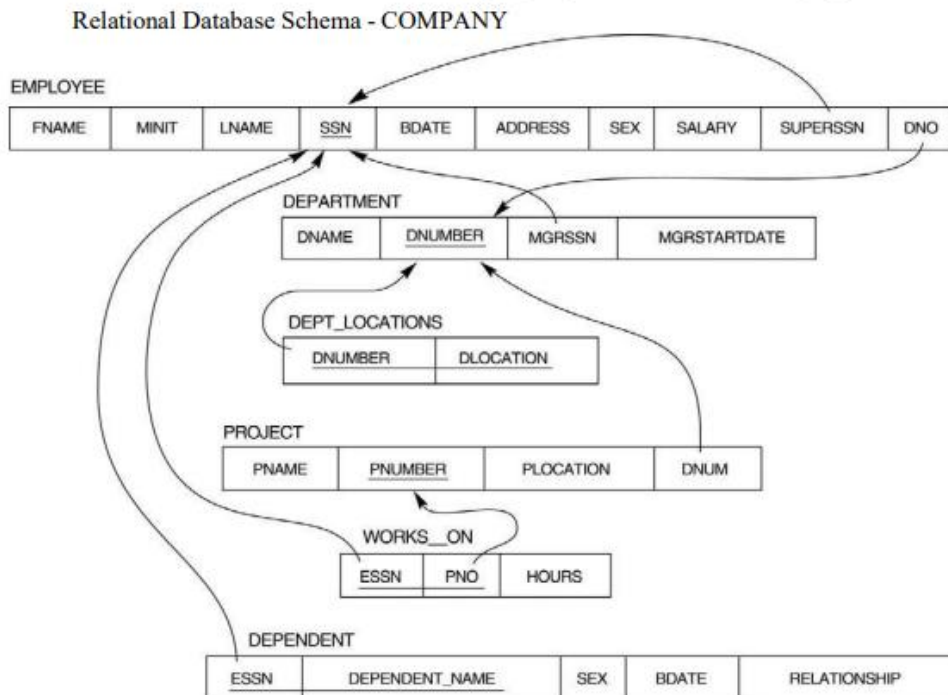 Relational Database Schema - COMPANY
EMPLOYEE
FNAME MINIT LNAME SSN BDATE ADDRESS SEX SALARY SUPERSSN DNO
DEPARTMENT
DNAME DNUMBER MGRSSN MGRSTARTDATE
DEPT_LOCATIONS
DNUMBER DLOCATION
PROJECT
PNAME PNUMBER PLOCATION DNUM
WORKS__ON
ESSN PNO HOURS
DEPENDENT
ESSN DEPENDENT_NAME SEX BDATE RELATIONSHIP